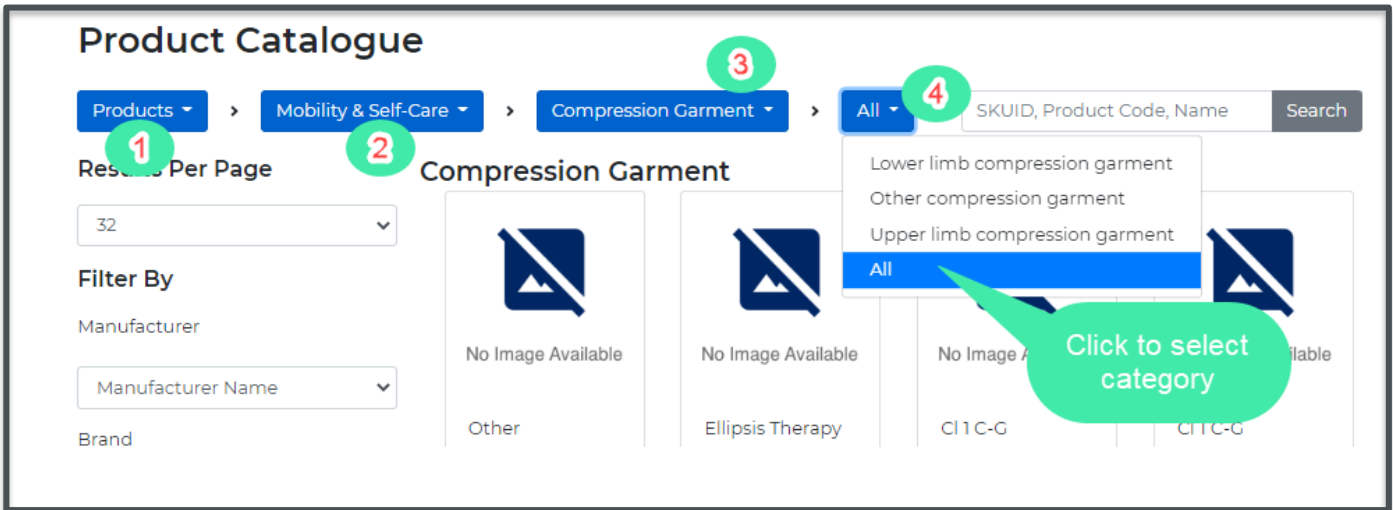 Product Catalogue
3
4
Products > Mobility & Self-Care > Compression Garment > All
SKUID, Product Code, Name Search
1
2
Results Per Page
Compression Garment
32
Lower limb compression garment
Other compression garment
Upper limb compression garment
All
Filter By
Manufacturer
Manufacturer Name
Brand
No Image Available
No Image Available
No Image A
ilable
Click to select
category
Other
Ellipsis Therapy
Cl 1 C-G
Cl 1 C-G